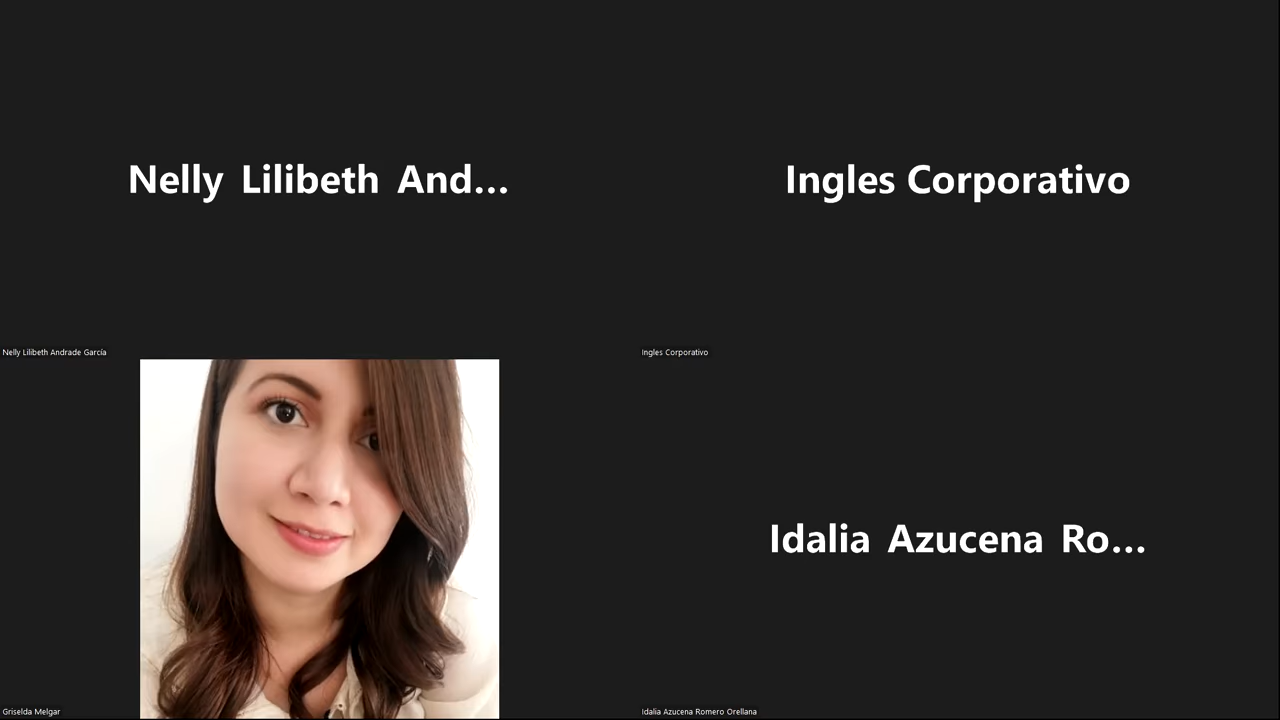 Nelly Lilibeth And...
Ingles Corporativo
Nelly Lilibeth Andrade García
Ingles Corporativo
Idalia Azucena Ro...
Griselda Melgar
Idalia Azucena Romero Orellana